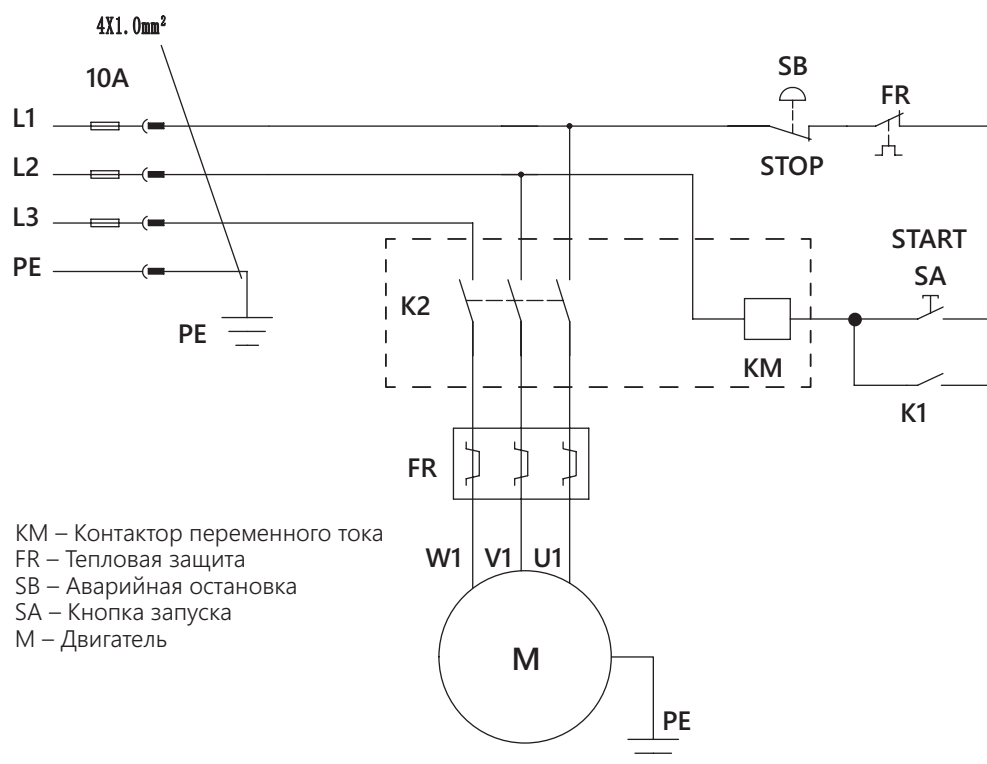 4X1.0mm²
10A
SB
FR
L1
STOP
L2
L3
START
SA
PE
K2
PE
KM
K1
FR
KM – Контактор переменного тока
FR – Тепловая защита
SB – Аварийная остановка
SA – Кнопка запуска
M – Двигатель
W1 V1 U1
M
PE